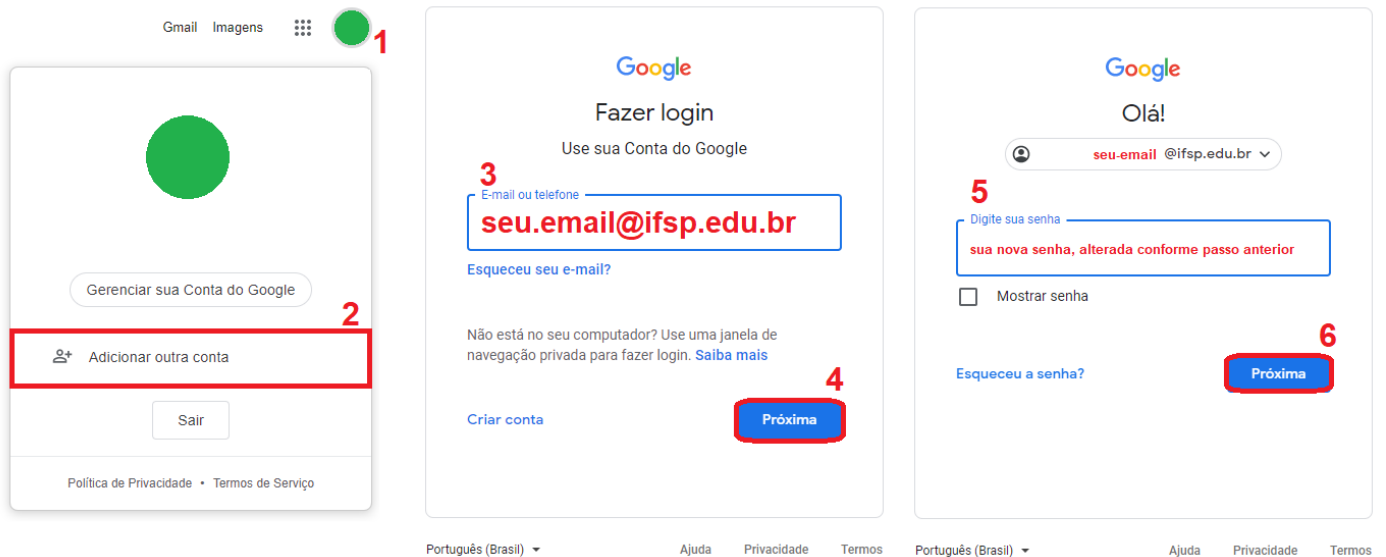 Gmail Imagens
1
Gerenciar sua Conta do Google
2
Adicionar outra conta
Sair
Política de Privacidade • Termos de Serviço
Google
Fazer login
Use sua Conta do Google
3
E-mail ou telefone
seu.email@ifsp.edu.br
Esqueceu seu e-mail?
Não está no seu computador? Use uma janela de
navegação privada para fazer login. Saiba mais
4
Criar conta Próxima
Português (Brasil) Ajuda Privacidade Termos
Google
Olá!
seu-email @ifsp.edu.br
5
Digite sua senha
sua nova senha, alterada conforme passo anterior
Mostrar senha
6
Esqueceu a senha? Próxima
Português (Brasil) Ajuda Privacidade Termos